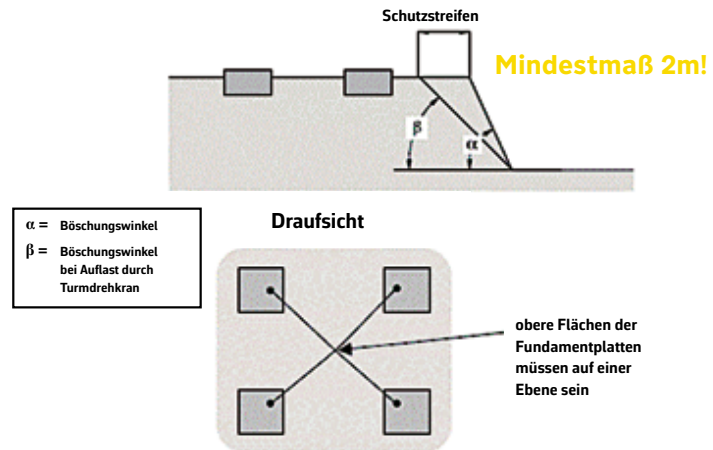 Schutzstreifen
Mindestmaß 2m!
β
α
α = Böschungswinkel
β = Böschungswinkel
bei Auflast durch
Turmdrehkran
Draufsicht
obere Flächen der
Fundamentplatten
müssen auf einer
Ebene sein